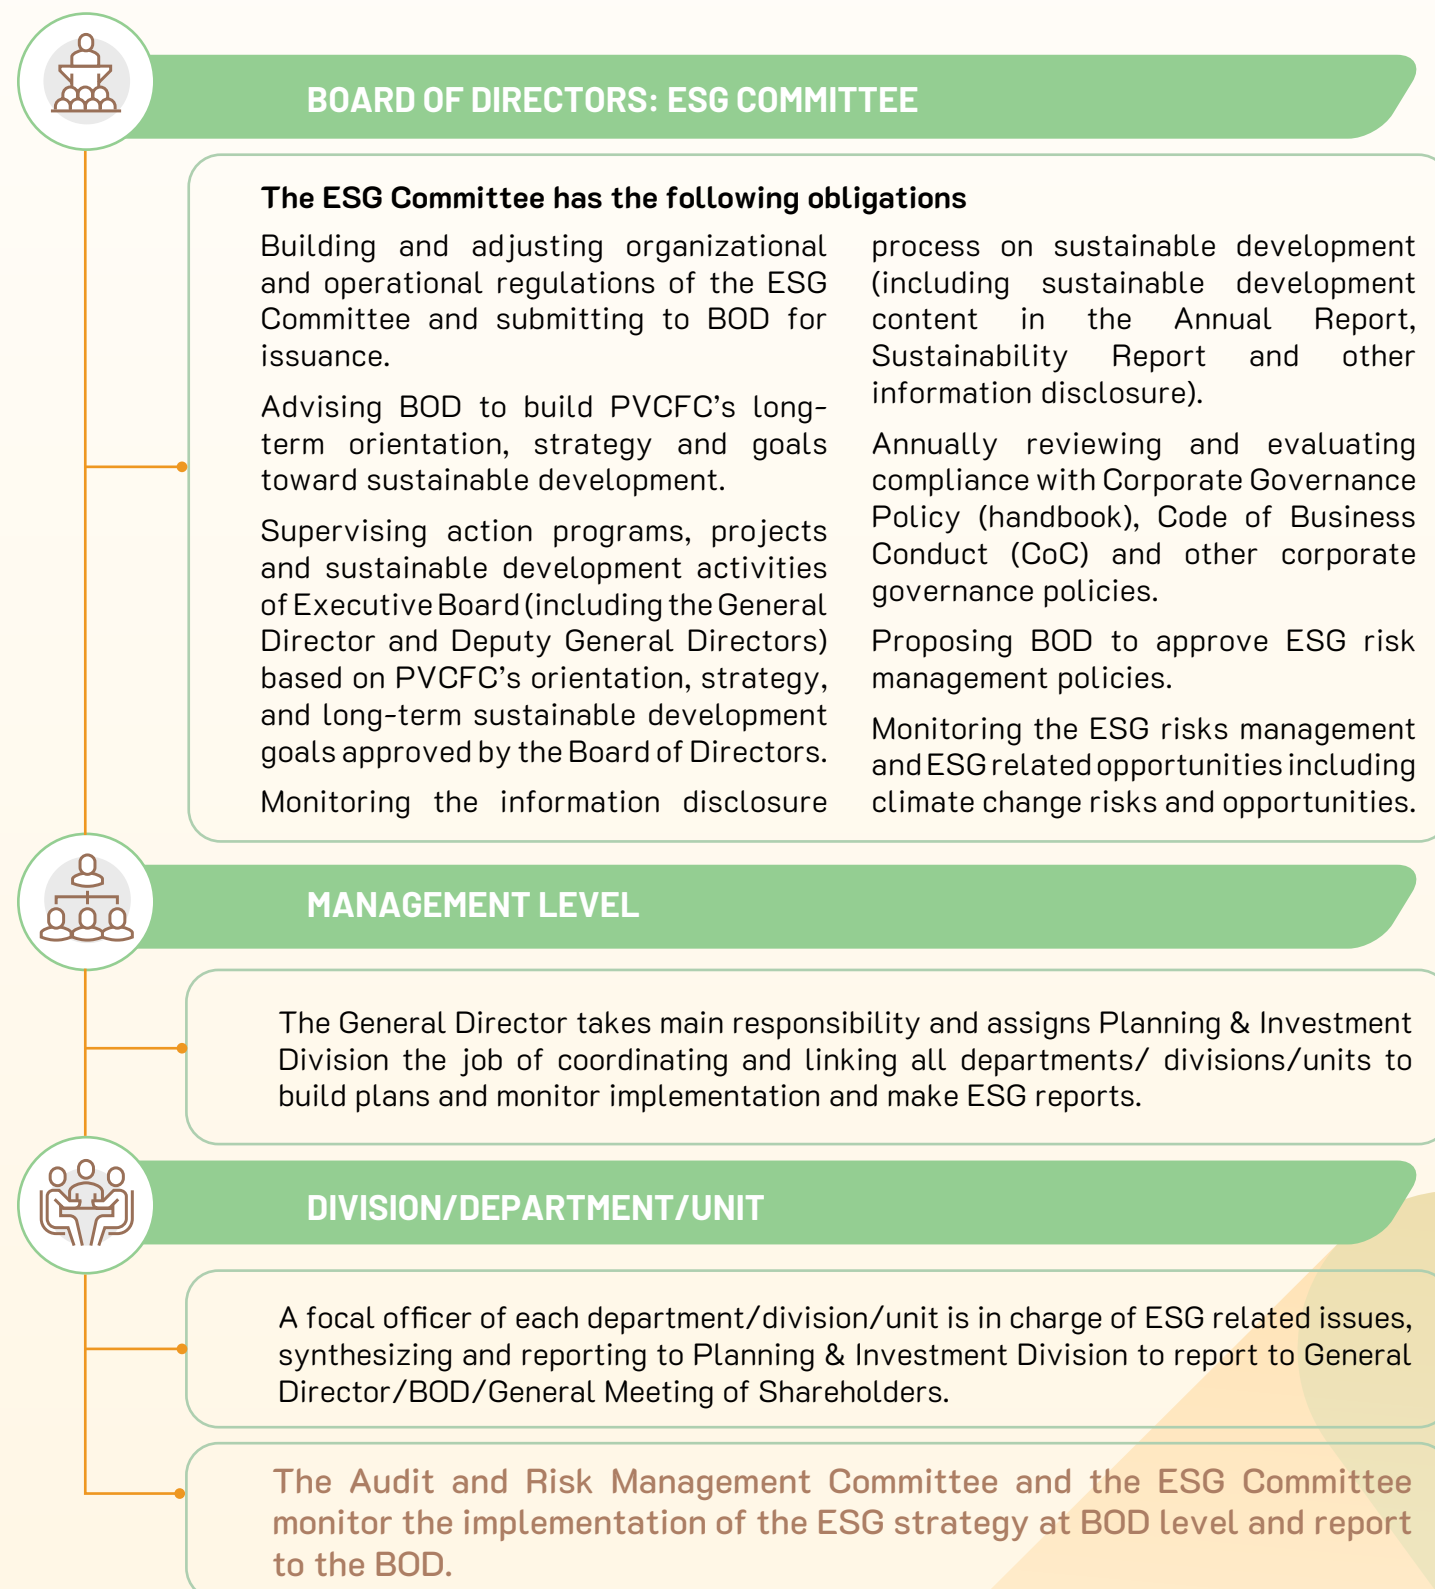 BOARD OF DIRECTORS: ESG COMMITTEE
The ESG Committee has the following obligations
Building and adjusting organizational
and operational regulations of the ESG
Committee and submitting to BOD for
issuance.
Advising BOD to build PVCFC’s long-
term orientation, strategy and goals
toward sustainable development.
Supervising action programs, projects
and sustainable development activities
of Executive Board (including the General
Director and Deputy General Directors)
based on PVCFC’s orientation, strategy,
and long-term sustainable development
goals approved by the Board of Directors.
Monitoring the information disclosure
process on sustainable development
(including sustainable development
content in the Annual Report,
Sustainability Report and other
information disclosure).
Annually reviewing and evaluating
compliance with Corporate Governance
Policy (handbook), Code of Business
Conduct (CoC) and other corporate
governance policies.
Proposing BOD to approve ESG risk
management policies.
Monitoring the ESG risks management
and ESG related opportunities including
climate change risks and opportunities.
MANAGEMENT LEVEL
The General Director takes main responsibility and assigns Planning & Investment
Division the job of coordinating and linking all departments/ divisions/units to
build plans and monitor implementation and make ESG reports.
DIVISION/DEPARTMENT/UNIT
A focal officer of each department/division/unit is in charge of ESG related issues,
synthesizing and reporting to Planning & Investment Division to report to General
Director/BOD/General Meeting of Shareholders.
The Audit and Risk Management Committee and the ESG Committee
monitor the implementation of the ESG strategy at BOD level and report
to the BOD.